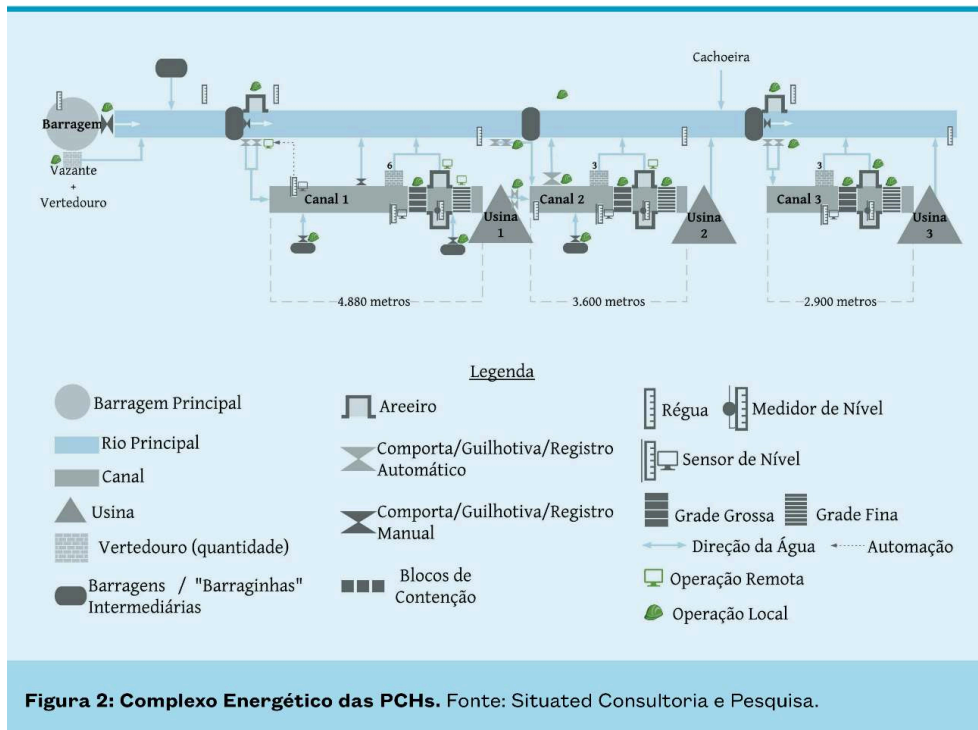 Cachoeira
Barragem
Vazante
+
Vertedouro
Canal 1
6
Usina
1
Canal 2
3
Usina
2
Canal 3
3
Usina
3
4.880 metros
3.600 metros
2.900 metros
Legenda
Barragem Principal
Rio Principal
Canal
Usina
Vertedouro (quantidade)
Barragens / "Barraginhas"
Intermediárias
Areeiro
Comporta/Guilhotiva/Registro
Automático
Comporta/Guilhotiva/Registro
Manual
Blocos de
Contenção
Régua
Medidor de Nível
Sensor de Nível
Grade Grossa
Grade Fina
Direção da Água
Automação
Operação Remota
Operação Local
Figura 2: Complexo Energético das PCHs. Fonte: Situated Consultoria e Pesquisa.